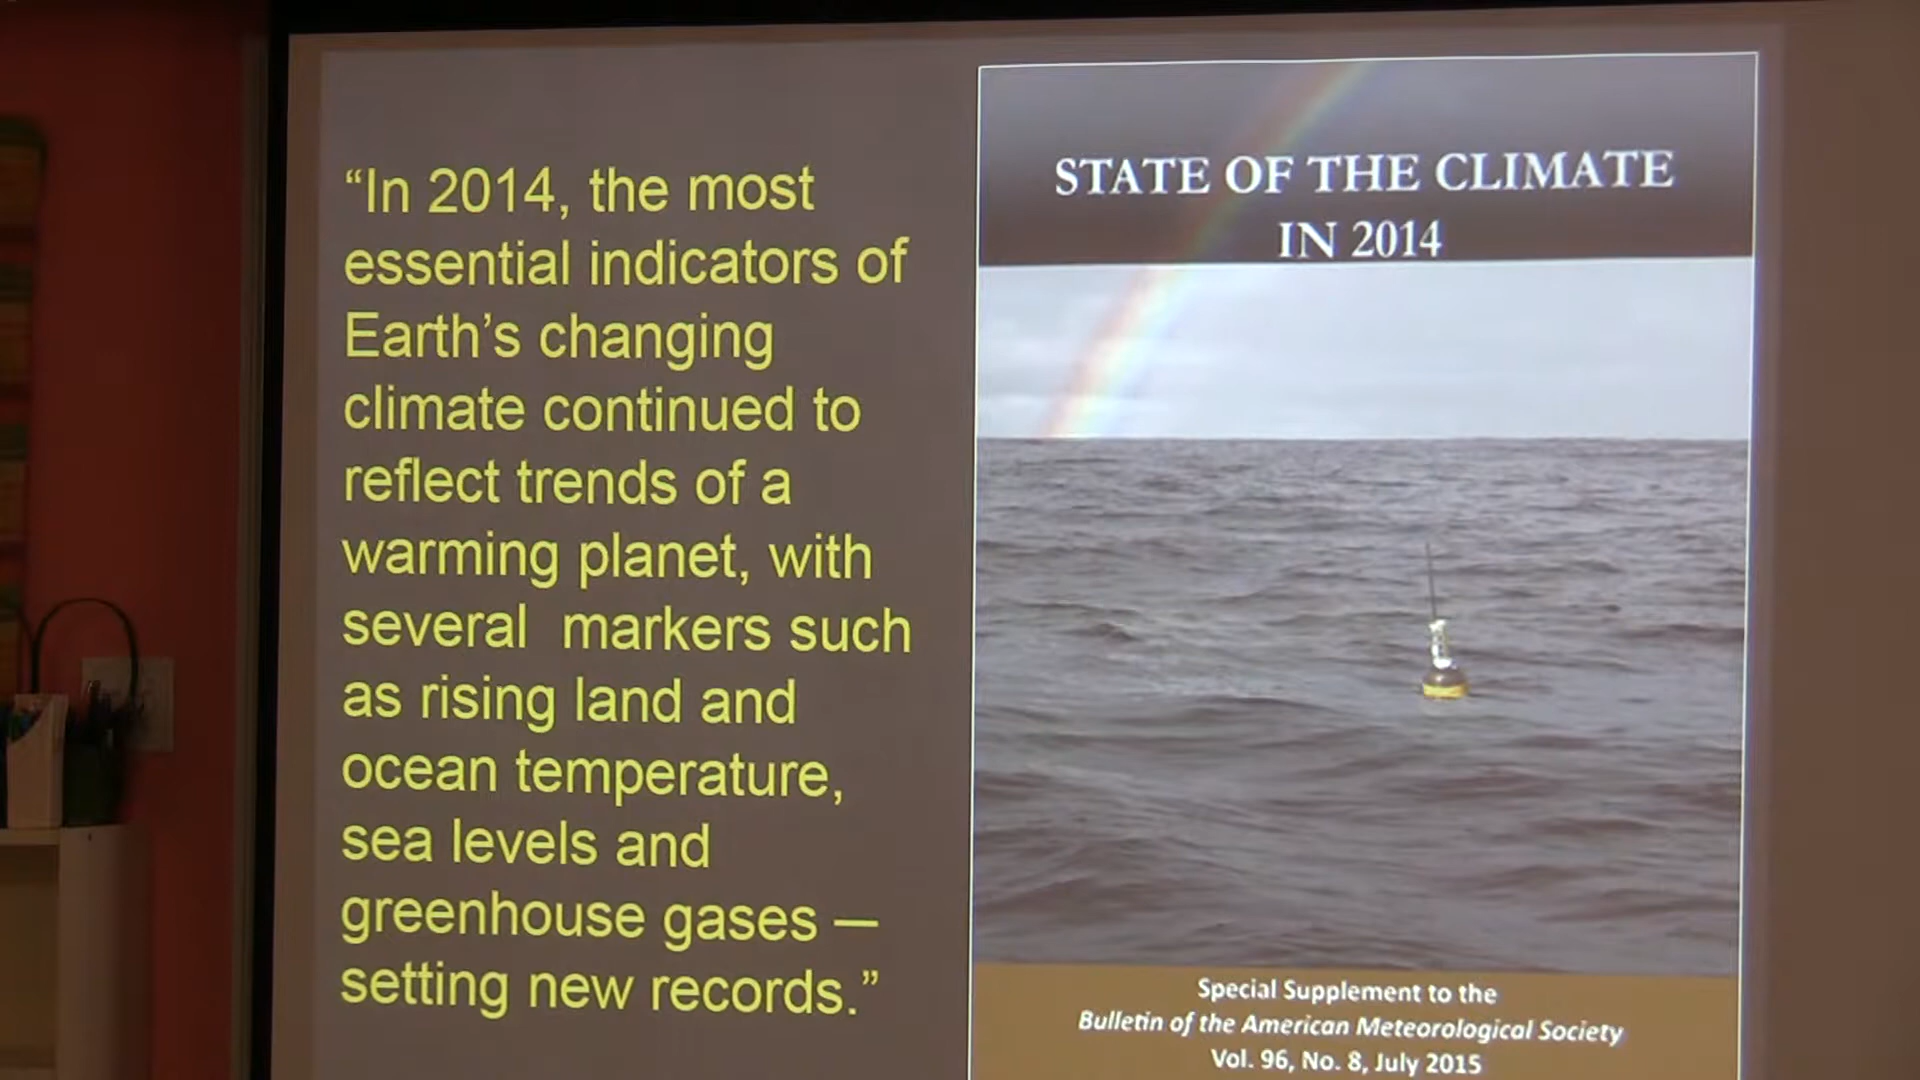 “In 2014, the most
essential indicators of
Earth’s changing
climate continued to
reflect trends of a
warming planet, with
several  markers such
as rising land and
ocean temperature,
sea levels and
greenhouse gases —
setting new records.”
STATE OF THE CLIMATE
IN 2014
Special Supplement to the
Bulletin of the American Meteorological Society
Vol. 96, No. 8, July 2015